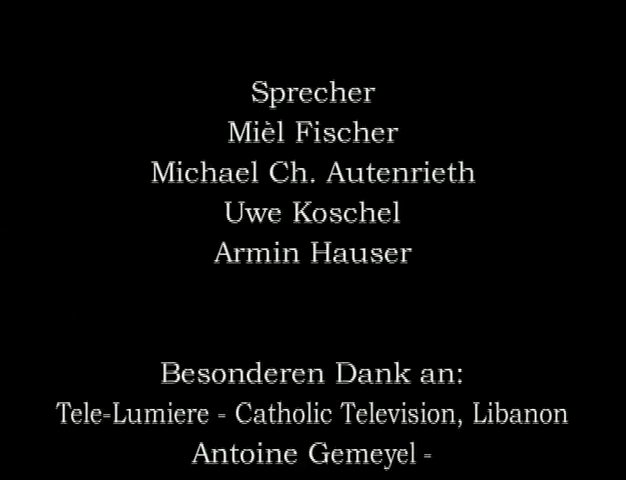 Sprecher
Mièl Fischer
Michael Ch. Autenrieth
Uwe Koschel
Armin Hauser
Besonderen Dank an:
Tele-Lumiere - Catholic Television, Libanon
Antoine Gemeyel -